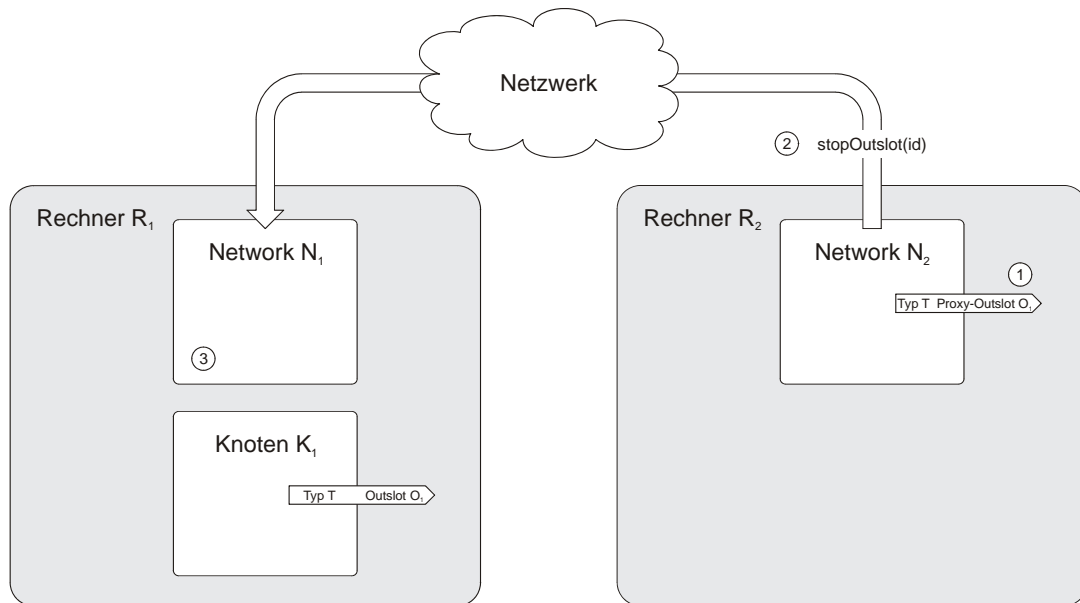 Netzwerk
② stopOutslot(id)
Rechner R₁
Network N₁
③
Knoten K₁
Typ T Outslot O₁
Rechner R₂
Network N₂
①
Typ T Proxy-Outslot O₁